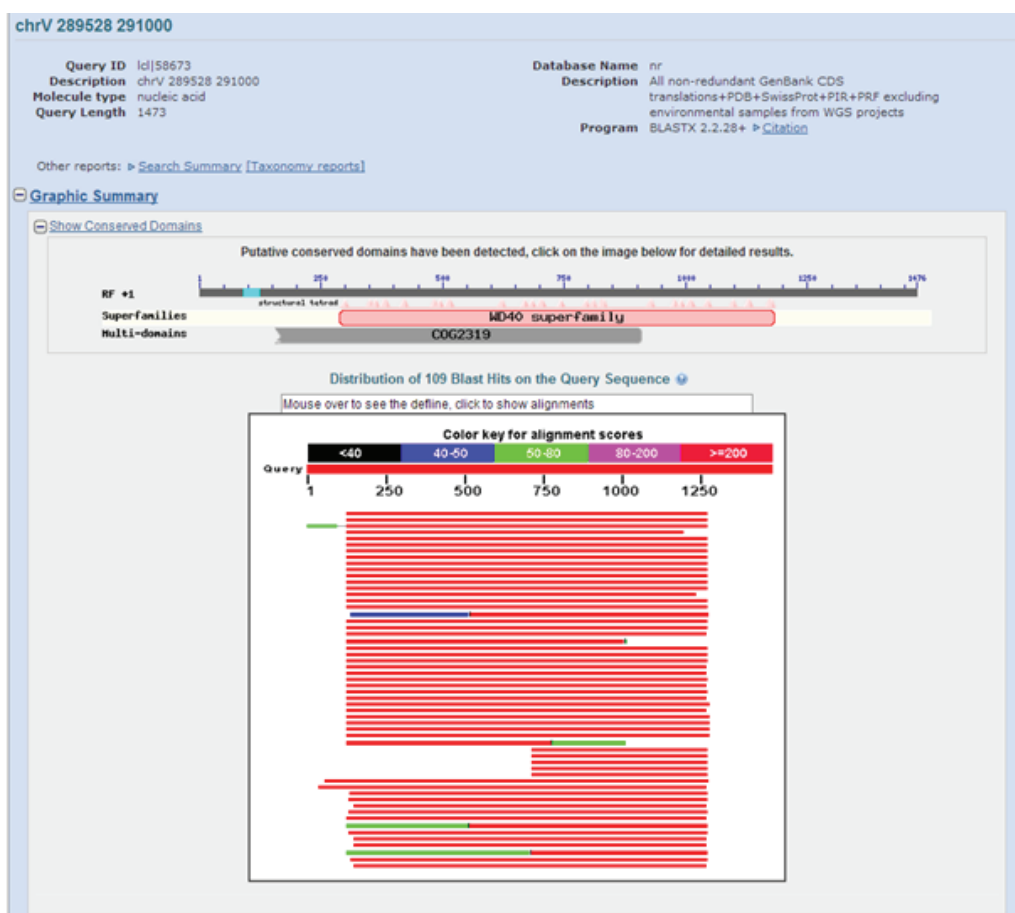 chrV 289528 291000
Query ID lcl|58673
Description chrV 289528 291000
Molecule type nucleic acid
Query Length 1473
Database Name nr
Description All non-redundant GenBank CDS
translations+PDB+SwissProt+PIR+PRF excluding
environmental samples from WGS projects
Program BLASTX 2.2.28+ Citation
Other reports: Search Summary [Taxonomy reports]
Graphic Summary
Show Conserved Domains
Putative conserved domains have been detected, click on the image below for detailed results.
1 250 500 750 1000 1250 1476
RF +1
structural tetrad
Superfamilies WD40 superfamily
Multi-domains COG2319
Distribution of 109 Blast Hits on the Query Sequence
Mouse over to see the defline, click to show alignments
Color key for alignment scores
<40 40-50 50-80 80-200 >=200
Query
1 250 500 750 1000 1250